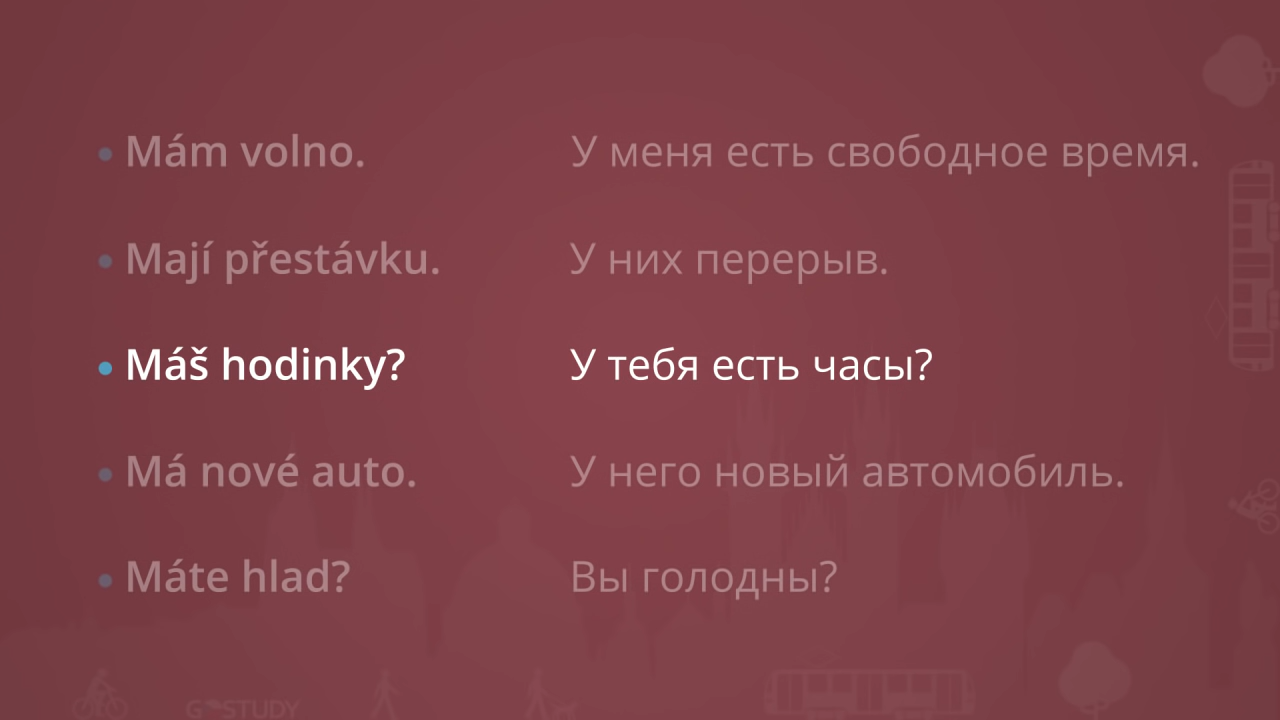 • Mám volno. У меня есть свободное время.
• Mají přestávku. У них перерыв.
• Máš hodinky? У тебя есть часы?
• Má nové auto. У него новый автомобиль.
• Máte hlad? Вы голодны?
GOSTUDY